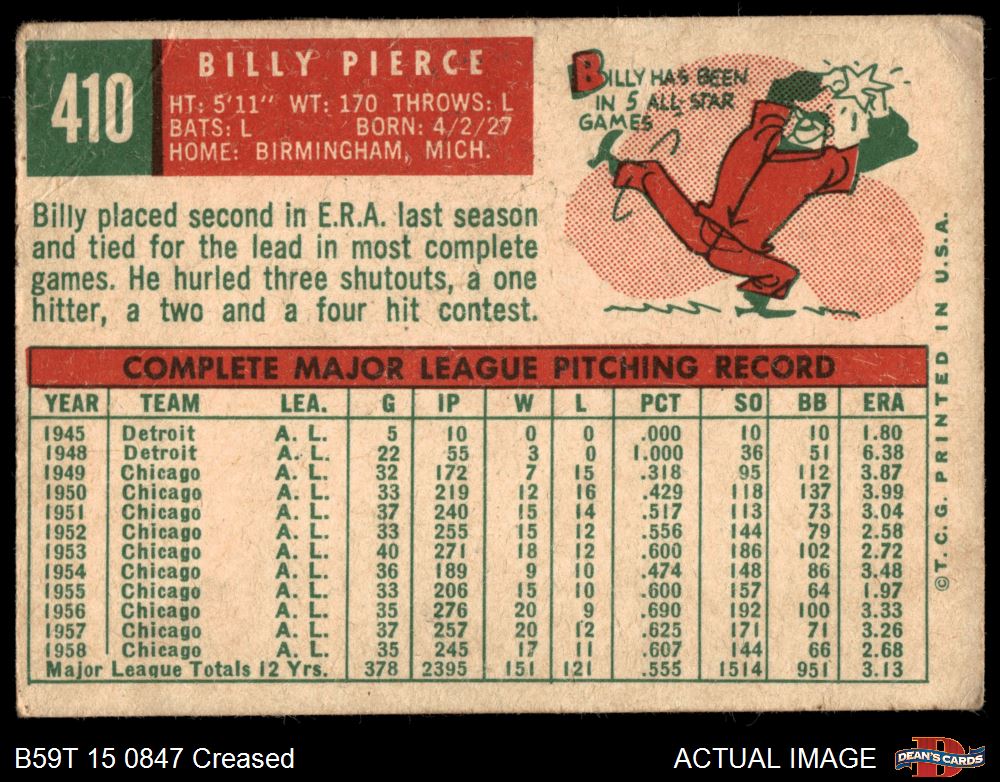 410
BILLY PIERCE
HT: 5'11" WT: 170 THROWS: L
BATS: L BORN: 4/2/27
HOME: BIRMINGHAM, MICH.
BILLY HAS BEEN
IN 5 ALL-STAR
GAMES
Billy placed second in E.R.A. last season
and tied for the lead in most complete
games. He hurled three shutouts, a one
hitter, a two and a four hit contest.
COMPLETE MAJOR LEAGUE PITCHING RECORD
YEAR TEAM LEA. G IP W L PCT SO BB ERA
1945 Detroit A. L. 5 10 0 0 .000 10 10 1.80
1948 Detroit A. L. 22 55 3 0 1.000 36 51 6.38
1949 Chicago A. L. 32 172 7 15 .318 95 112 3.87
1950 Chicago A. L. 33 219 12 16 .429 118 137 3.99
1951 Chicago A. L. 37 240 15 14 .517 113 73 3.04
1952 Chicago A. L. 33 255 15 12 .556 144 79 2.58
1953 Chicago A. L. 40 271 18 12 .600 186 102 2.72
1954 Chicago A. L. 36 189 9 10 .474 148 86 3.48
1955 Chicago A. L. 33 206 15 10 .600 157 64 1.97
1956 Chicago A. L. 35 276 20 9 .690 192 100 3.33
1957 Chicago A. L. 37 257 20 12 .625 171 71 3.26
1958 Chicago A. L. 35 245 17 11 .607 144 66 2.68
Major League Totals 12 Yrs. 378 2395 151 121 .555 1514 951 3.13
©T. C. G. PRINTED IN U.S.A.
B59T 15 0847 Creased
ACTUAL IMAGE
D
DEAN'S CARDS